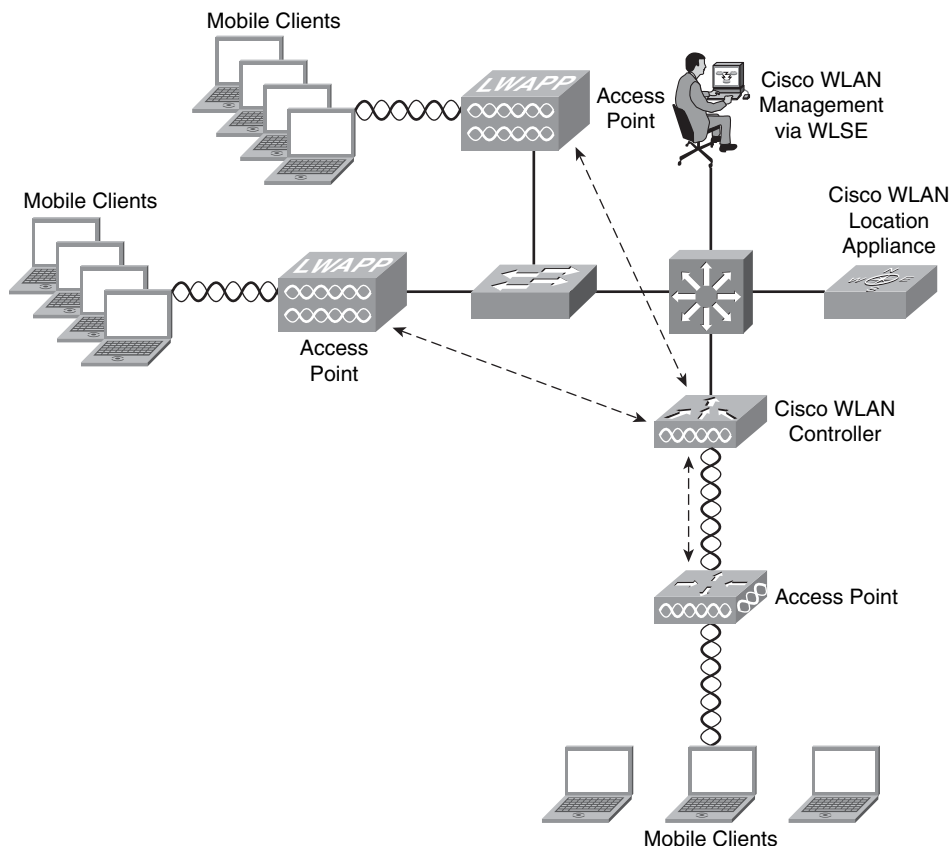 Mobile Clients
LWAPP
Access
Point
Cisco WLAN
Management
via WLSE
Mobile Clients
LWAPP
Access
Point
Cisco WLAN
Location
Appliance
N
W
E
S
Cisco WLAN
Controller
Access Point
Mobile Clients